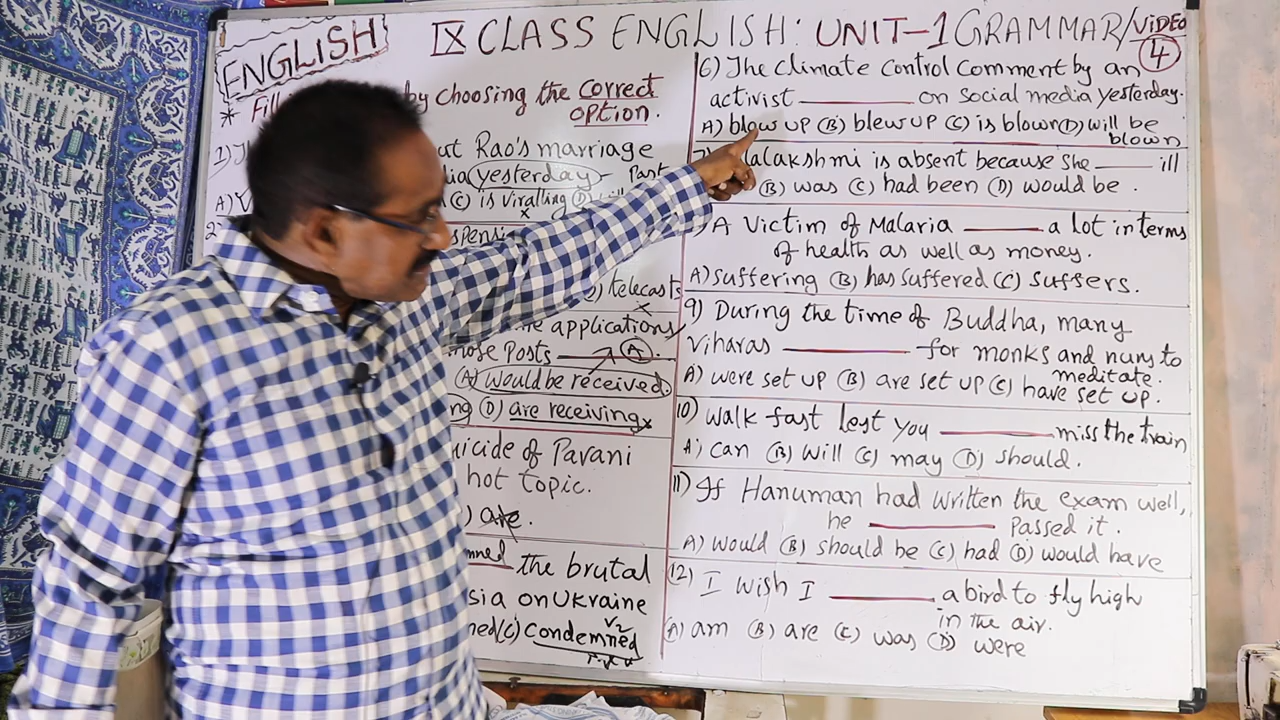 ENGLISH
IX CLASS ENGLISH: UNIT-1 GRAMMAR/VIDEO
4
* Fill by choosing the correct
option.
1) ut Rao's marriage
yesterday - Past
A) (C) is viralling (D)
telecasts
applications
those Posts A
(A) would be received.
(D) are receiving
uicide of Pavani
hot topic.
) are.
the brutal
sia on Ukraine
V2
(C) Condemned
6) The Climate Control Comment by an
activist ______ on social media yesterday.
A) blow up (B) blew up (C) is blown (D) will be
blown
alakshmi is absent because she ____ ill
(B) was (C) had been (D) would be.
) A Victim of Malaria ____ a lot in terms
of health as well as money.
A) suffering (B) has suffered (C) suffers.
9) During the time of Buddha, many
Viharas ______ for monks and nuns to
meditate.
A) were set up (B) are set up (C) have set up.
10) Walk fast lest you ______ miss the train
A) can (B) will (C) may (D) should.
11) If Hanuman had written the exam well,
he ______ Passed it.
A) would (B) should be (C) had (D) would have
(12) I wish I ______ a bird to fly high
in the air.
(A) am (B) are (C) was (D) were